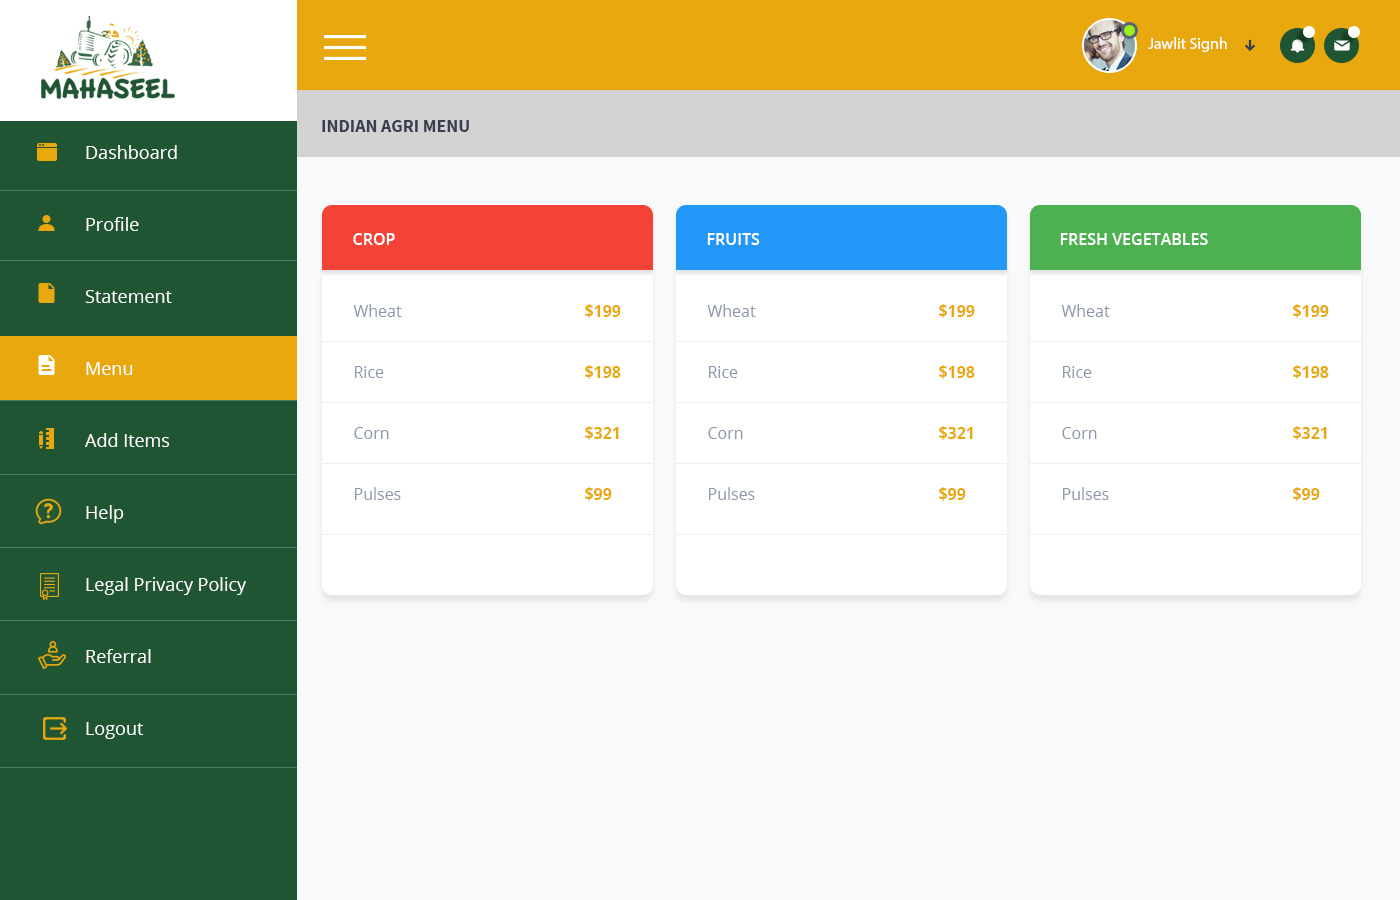 MAHASEEL
Dashboard
Profile
Statement
Menu
Add Items
Help
Legal Privacy Policy
Referral
Logout
Jawlit Signh
INDIAN AGRI MENU
CROP
Wheat $199
Rice $198
Corn $321
Pulses $99
FRUITS
Wheat $199
Rice $198
Corn $321
Pulses $99
FRESH VEGETABLES
Wheat $199
Rice $198
Corn $321
Pulses $99